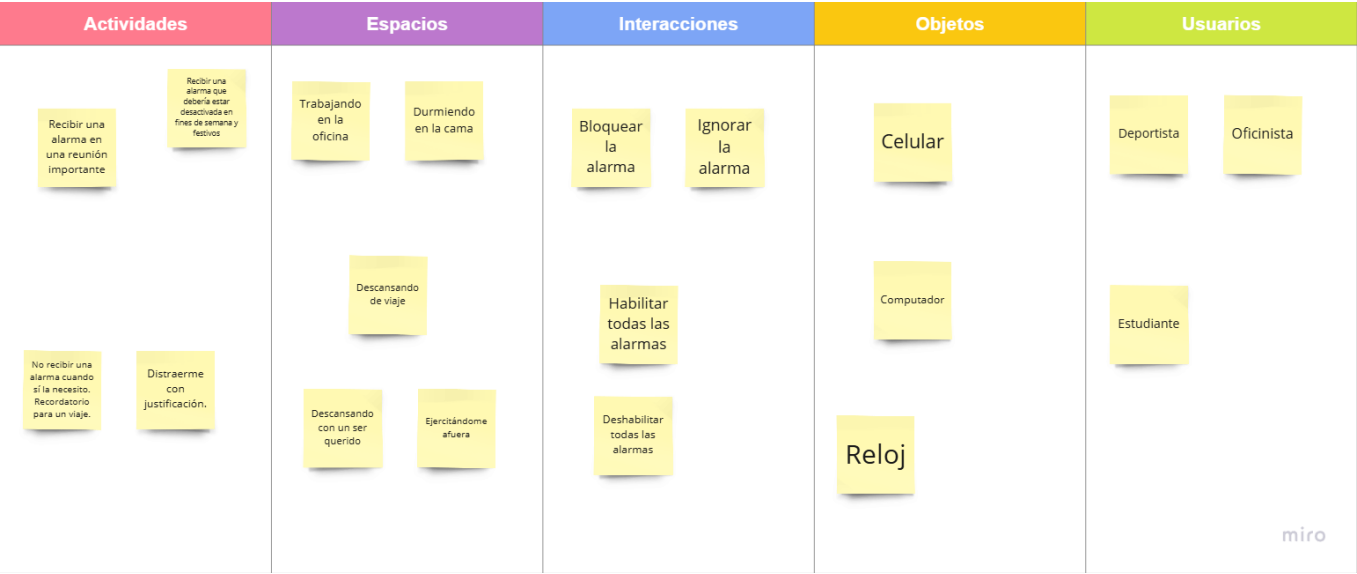 Actividades
Espacios
Interacciones
Objetos
Usuarios
Recibir una
alarma en
una reunión
importante
Recibir una
alarma que
debería estar
desactivada en
fines de semana y
festivos
No recibir una
alarma cuando
sí la necesito.
Recordatorio
para un viaje.
Distraerme
con
justificación.
Trabajando
en la
oficina
Durmiendo
en la cama
Descansando
de viaje
Descansando
con un ser
querido
Ejercitándome
afuera
Bloquear
la
alarma
Ignorar
la
alarma
Habilitar
todas las
alarmas
Deshabilitar
todas las
alarmas
Celular
Computador
Reloj
Deportista
Oficinista
Estudiante
miro